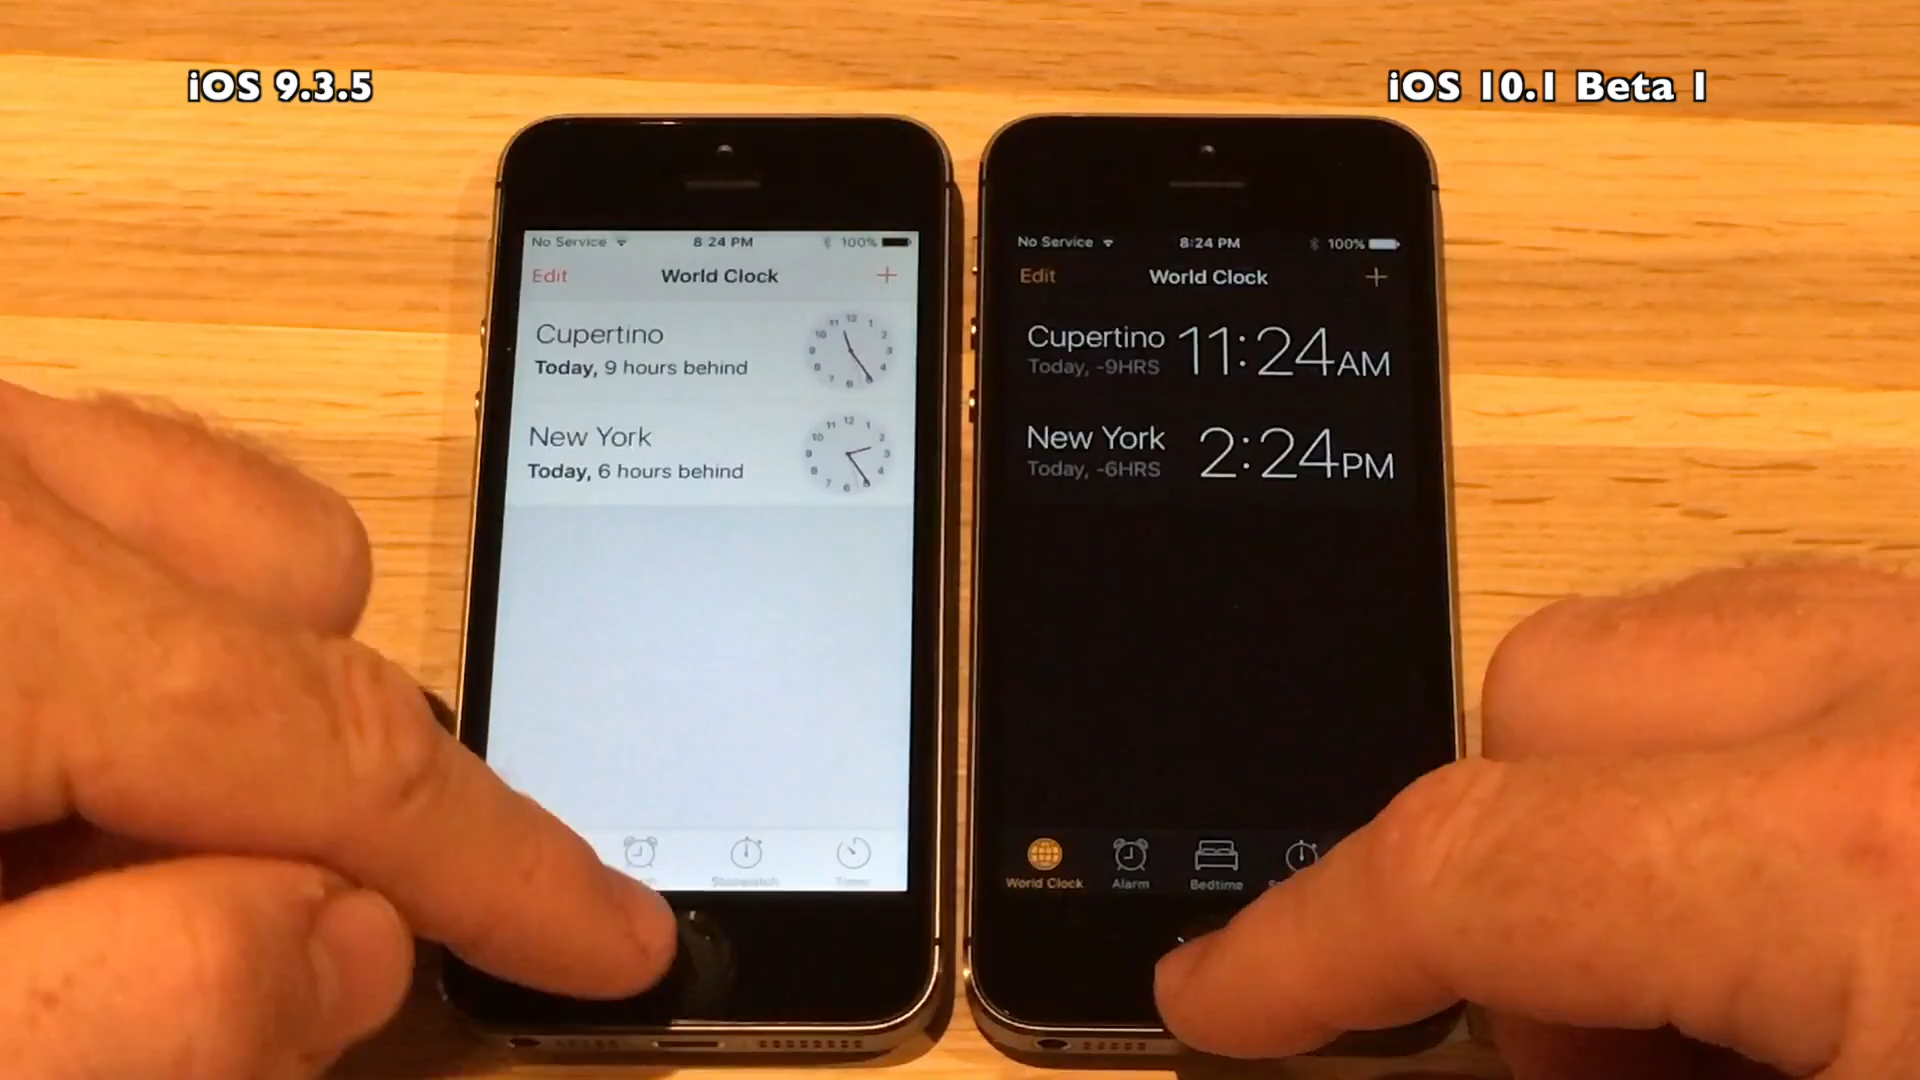 iOS 9.3.5
iOS 10.1 Beta 1
No Service 8 24 PM 100%
Edit World Clock +
Cupertino
Today, 9 hours behind
New York
Today, 6 hours behind
No Service 8:24 PM 100%
Edit World Clock +
Cupertino 11:24AM
Today, -9HRS
New York 2:24PM
Today, -6HRS
World Clock Alarm Bedtime